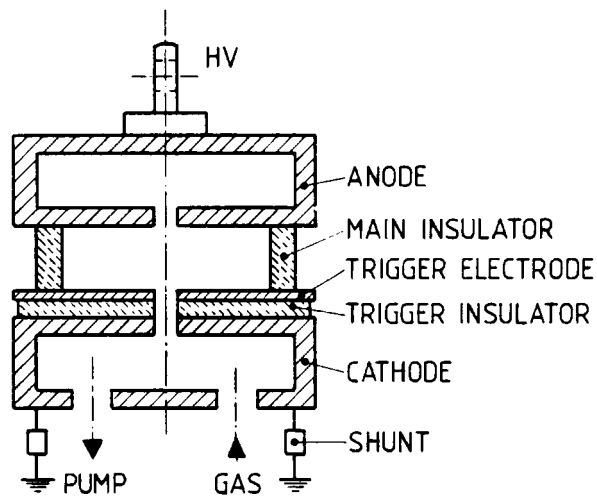 HV
ANODE
MAIN INSULATOR
TRIGGER ELECTRODE
TRIGGER INSULATOR
CATHODE
SHUNT
PUMP
GAS